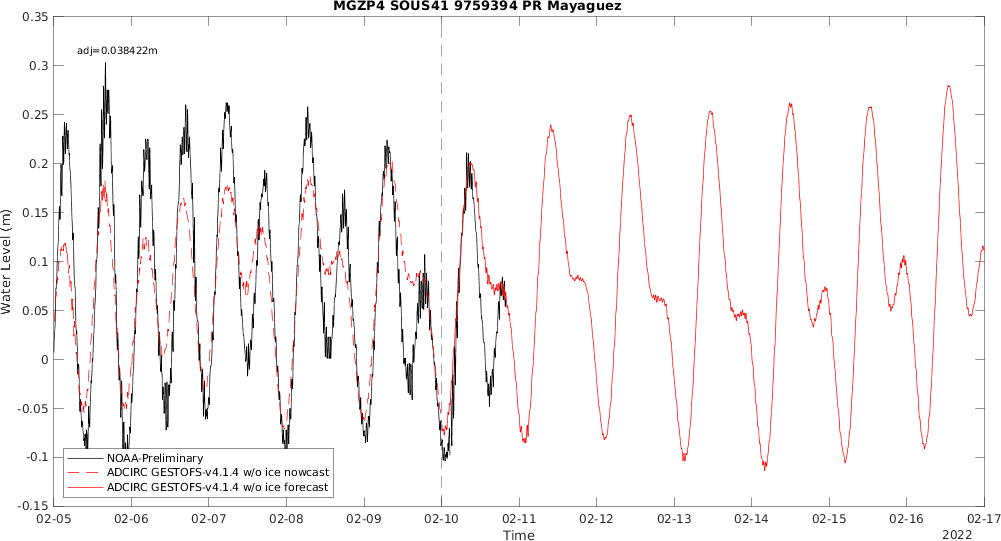 MGZP4 SOUS41 9759394 PR Mayaguez
adj=0.038422m
0.35
0.3
0.25
0.2
0.15
0.1
0.05
0
-0.05
-0.1
-0.15
Water Level (m)
NOAA-Preliminary
ADCIRC GESTOFS-v4.1.4 w/o ice nowcast
ADCIRC GESTOFS-v4.1.4 w/o ice forecast
02-05 02-06 02-07 02-08 02-09 02-10 02-11 02-12 02-13 02-14 02-15 02-16 02-17
Time
2022